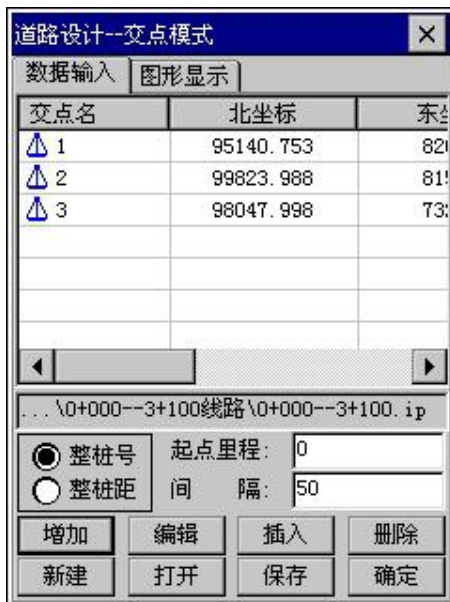 道路设计--交点模式
数据输入 图形显示
交点名 北坐标
1 95140.753 82
2 99823.988 81
3 98047.998 73
...\0+000--3+100线路\0+000--3+100.ip
整桩号 起点里程: 0
整桩距 间 隔: 50
增加 编辑 插入 删除
新建 打开 保存 确定